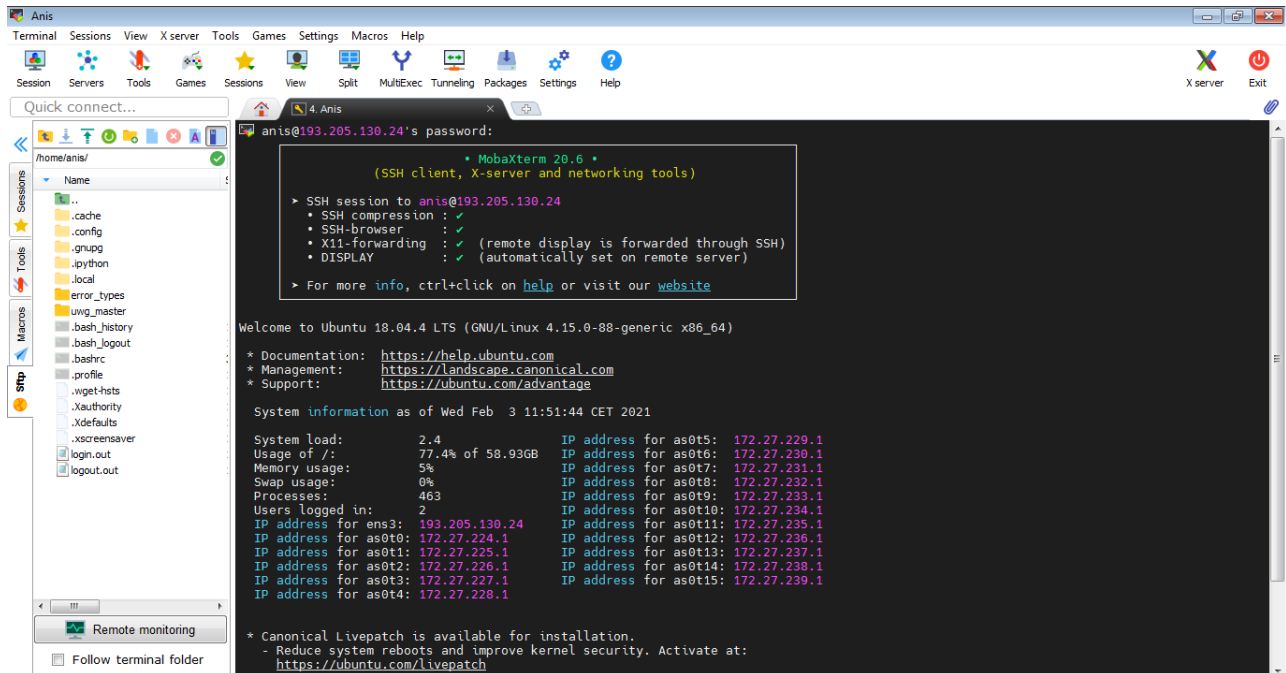 Anis
Terminal Sessions View X server Tools Games Settings Macros Help
Session Servers Tools Games Sessions View Split MultiExec Tunneling Packages Settings Help X server Exit
Quick connect...
4. Anis
/home/anis/
Name
..
.cache
.config
.gnupg
.ipython
.local
error_types
uwg_master
.bash_history
.bash_logout
.bashrc
.profile
.wget-hsts
.Xauthority
.Xdefaults
.xscreensaver
login.out
logout.out
Sessions
Tools
Macros
Sftp
Remote monitoring
Follow terminal folder
anis@193.205.130.24's password:
• MobaXterm 20.6 •
(SSH client, X-server and networking tools)
➤ SSH session to anis@193.205.130.24
• SSH compression : ✔
• SSH-browser : ✔
• X11-forwarding : ✔ (remote display is forwarded through SSH)
• DISPLAY : ✔ (automatically set on remote server)
➤ For more info, ctrl+click on help or visit our website
Welcome to Ubuntu 18.04.4 LTS (GNU/Linux 4.15.0-88-generic x86_64)
* Documentation: https://help.ubuntu.com
* Management: https://landscape.canonical.com
* Support: https://ubuntu.com/advantage
System information as of Wed Feb 3 11:51:44 CET 2021
System load: 2.4 IP address for as0t5: 172.27.229.1
Usage of /: 77.4% of 58.93GB IP address for as0t6: 172.27.230.1
Memory usage: 5% IP address for as0t7: 172.27.231.1
Swap usage: 0% IP address for as0t8: 172.27.232.1
Processes: 463 IP address for as0t9: 172.27.233.1
Users logged in: 2 IP address for as0t10: 172.27.234.1
IP address for ens3: 193.205.130.24 IP address for as0t11: 172.27.235.1
IP address for as0t0: 172.27.224.1 IP address for as0t12: 172.27.236.1
IP address for as0t1: 172.27.225.1 IP address for as0t13: 172.27.237.1
IP address for as0t2: 172.27.226.1 IP address for as0t14: 172.27.238.1
IP address for as0t3: 172.27.227.1 IP address for as0t15: 172.27.239.1
IP address for as0t4: 172.27.228.1
* Canonical Livepatch is available for installation.
- Reduce system reboots and improve kernel security. Activate at:
https://ubuntu.com/livepatch